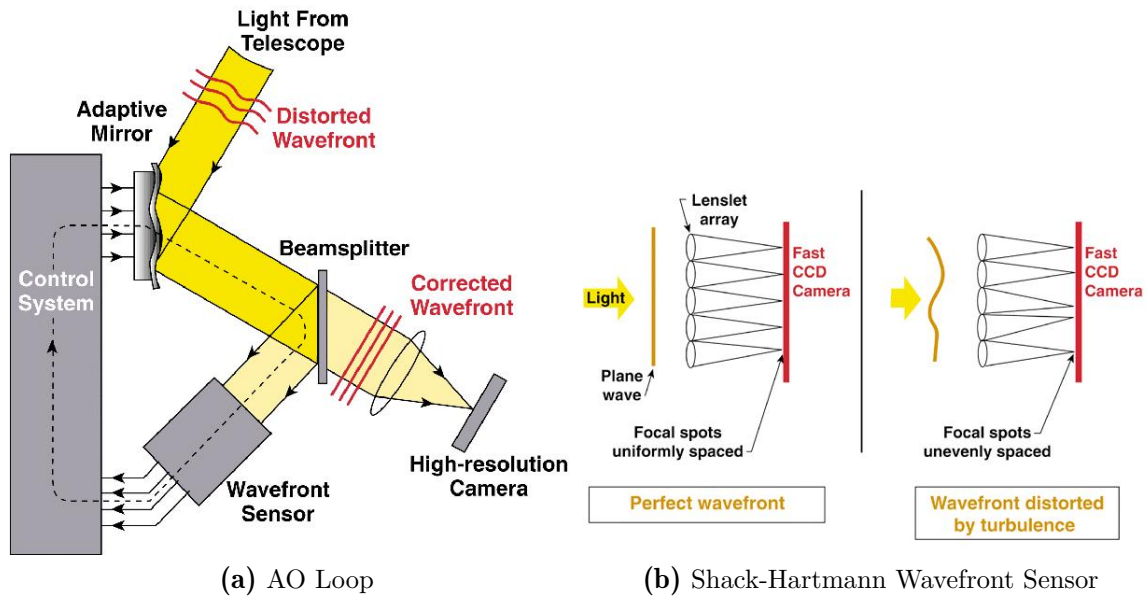 Light From
Telescope
Distorted
Wavefront
Adaptive
Mirror
Beamsplitter
Control
System
Corrected
Wavefront
High-resolution
Camera
Wavefront
Sensor
(a) AO Loop
Lenslet
array
Fast
CCD
Camera
Light
Plane
wave
Focal spots
uniformly spaced
Perfect wavefront
Fast
CCD
Camera
Focal spots
unevenly spaced
Wavefront distorted
by turbulence
(b) Shack-Hartmann Wavefront Sensor